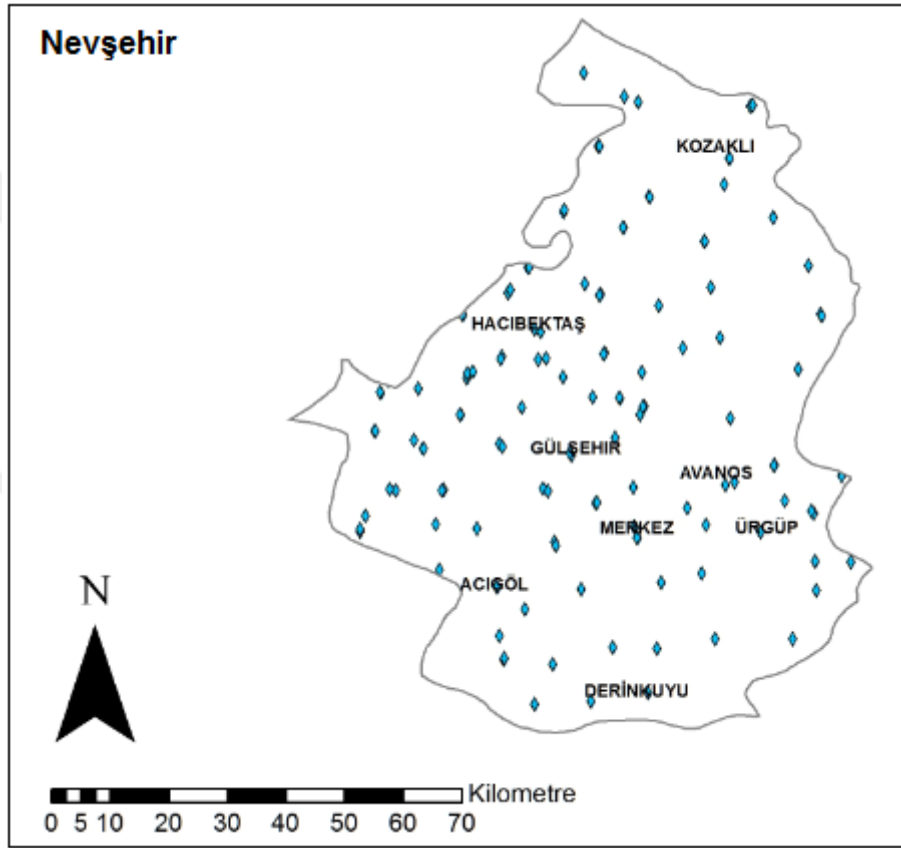 Nevşehir
KOZAKLI
HACIBEKTAŞ
GÜLŞEHIR
AVANOS
MERKEZ
ÜRGÜP
ACIGÖL
DERİNKUYU
N
Kilometre
0 5 10 20 30 40 50 60 70